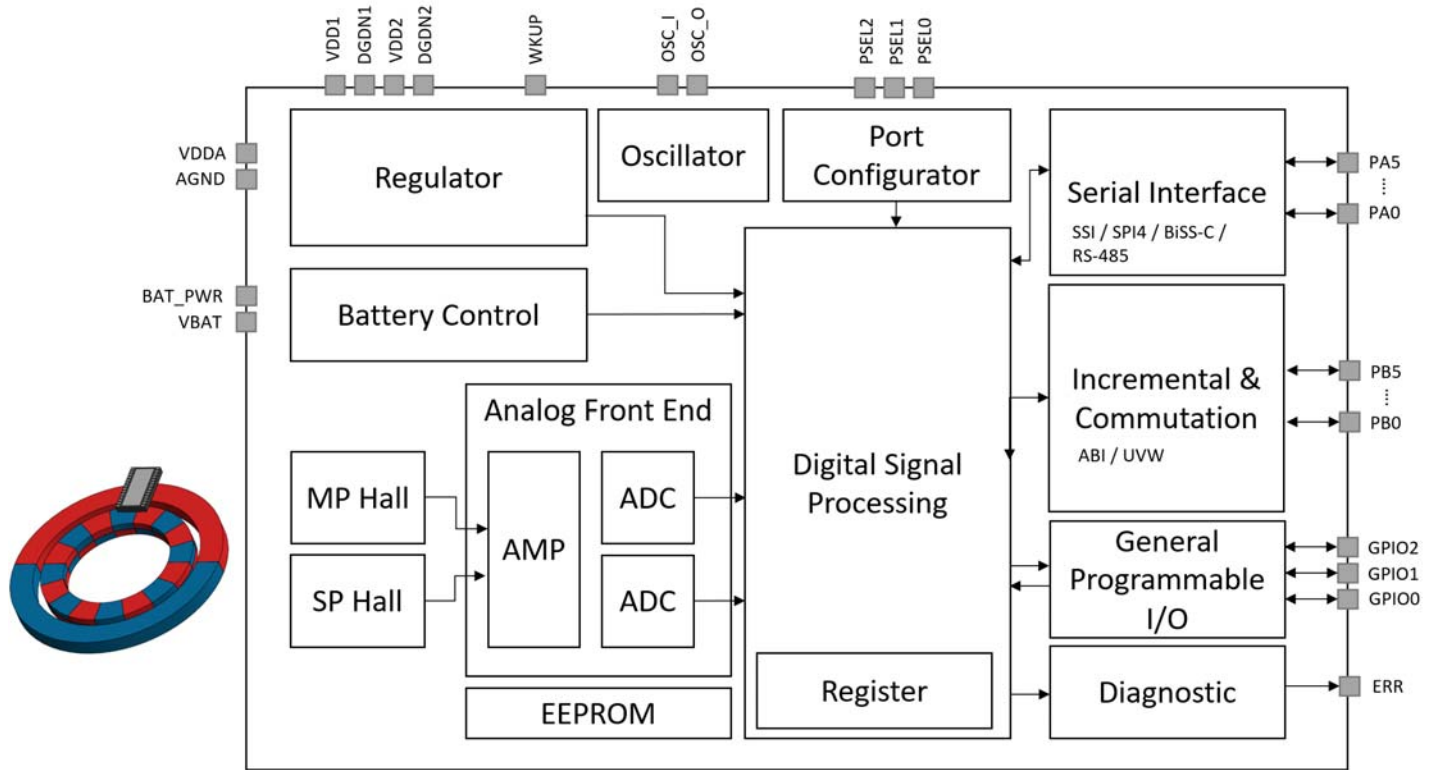 VDD1
DGDN1
VDD2
DGDN2
WKUP
OSC_I
OSC_O
PSEL2
PSEL1
PSEL0
VDDA
AGND
BAT_PWR
VBAT
Regulator
Oscillator
Port
Configurator
Serial Interface
SSI / SPI4 / BiSS-C /
RS-485
PA5
PA0
Battery Control
Incremental &
Commutation
ABI / UVW
PB5
PB0
Analog Front End
MP Hall
SP Hall
AMP
ADC
ADC
Digital Signal
Processing
General
Programmable
I/O
GPIO2
GPIO1
GPIO0
EEPROM
Register
Diagnostic
ERR